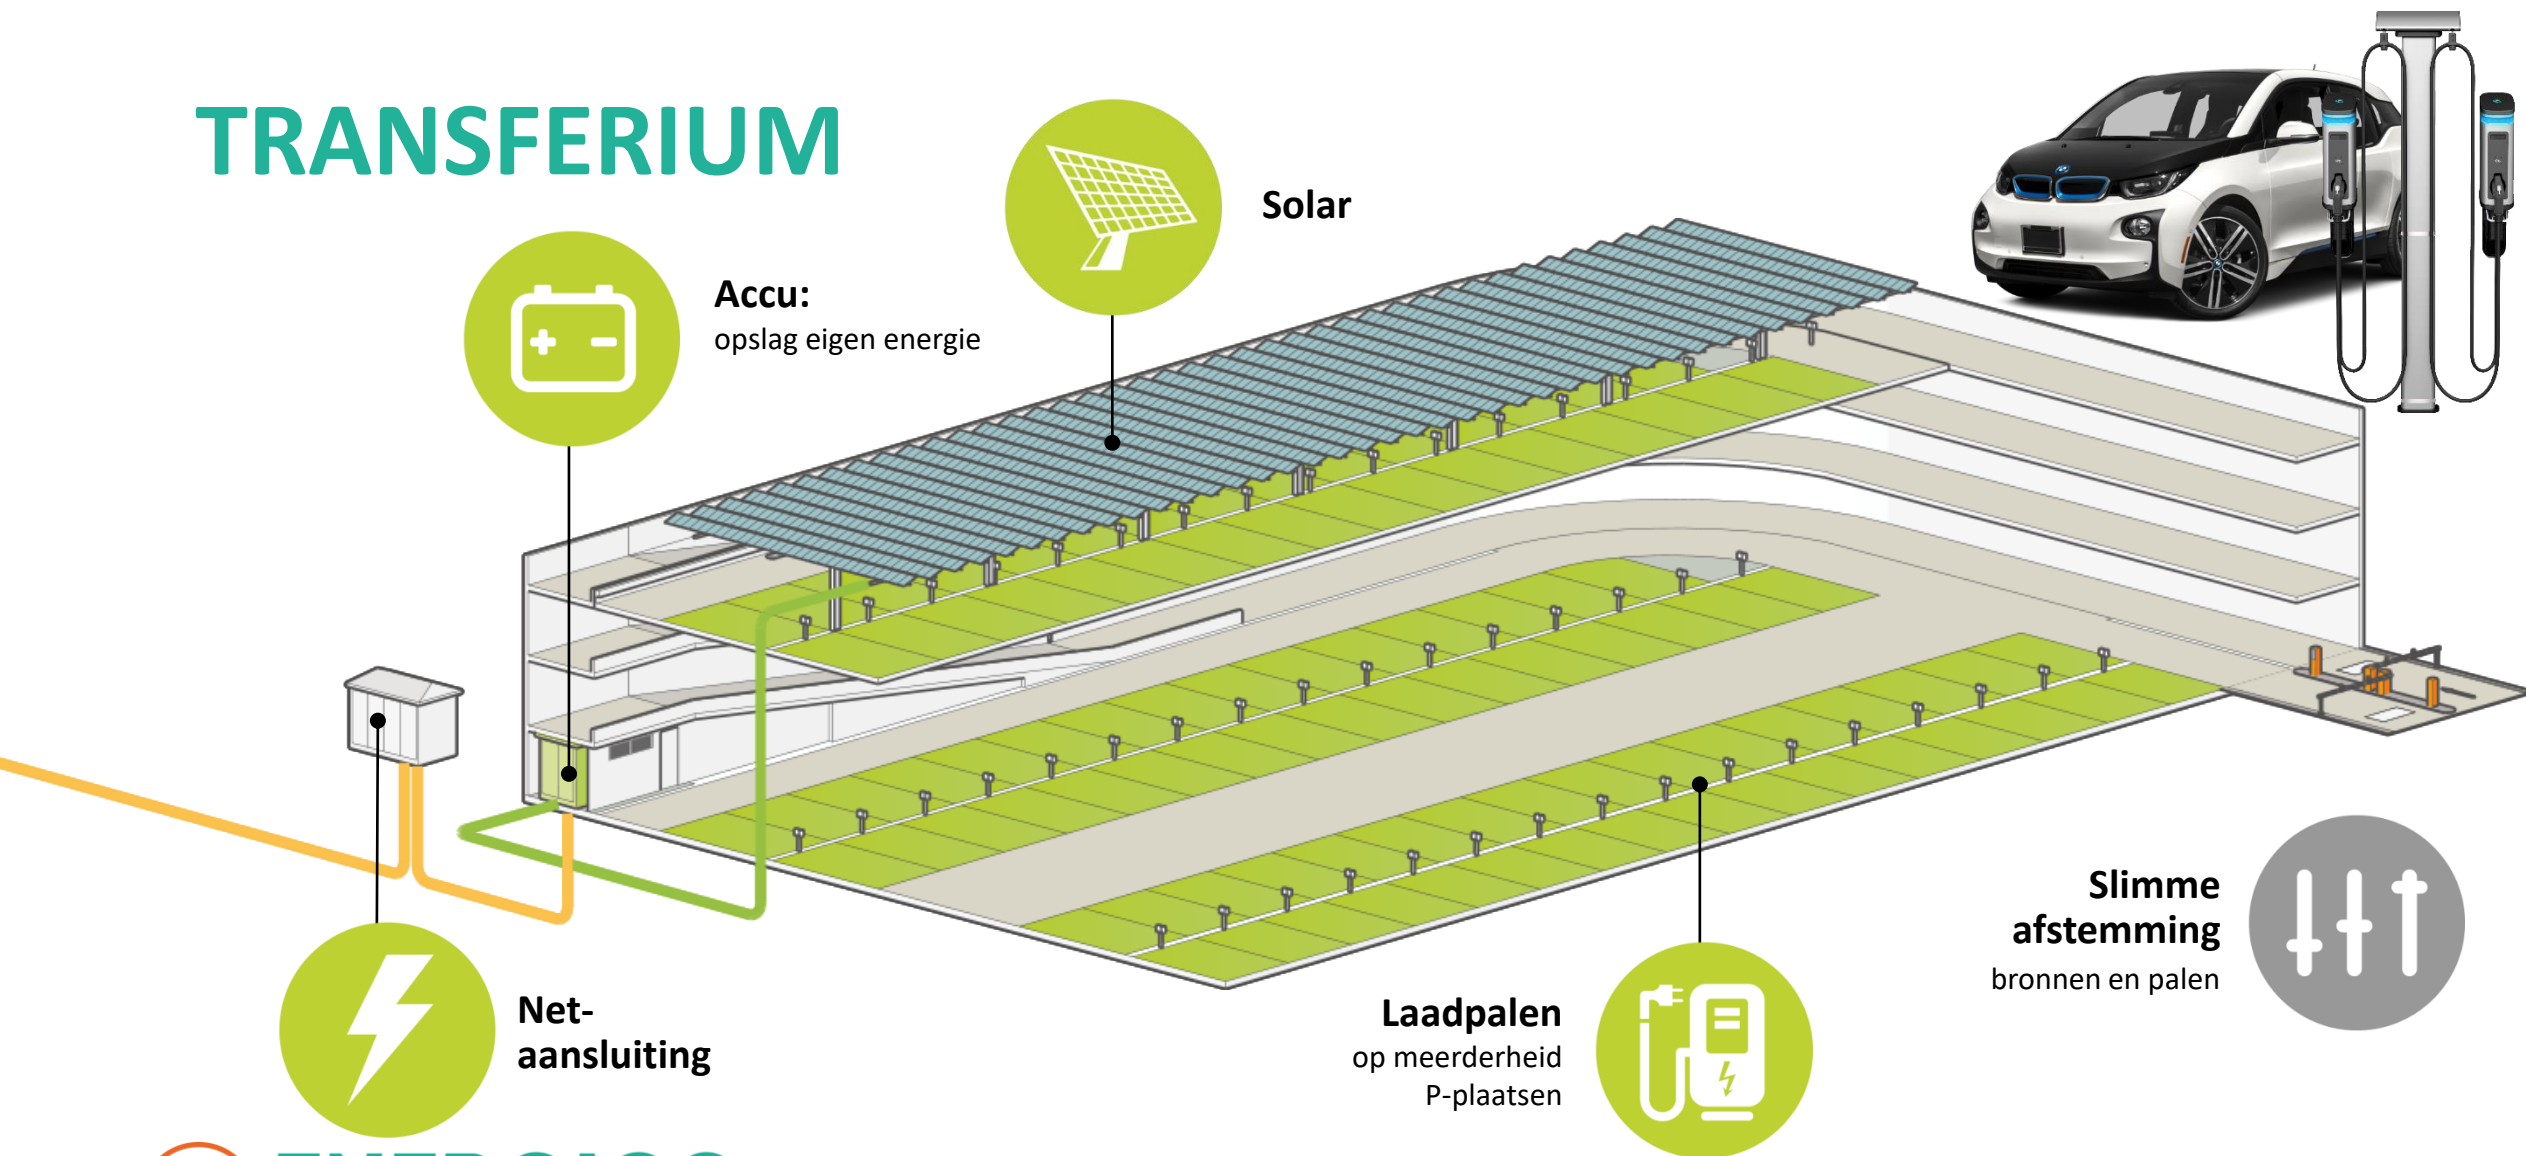 TRANSFERIUM
Solar
Accu:
opslag eigen energie
Net-
aansluiting
Laadpalen
op meerderheid
P-plaatsen
Slimme
afstemming
bronnen en palen